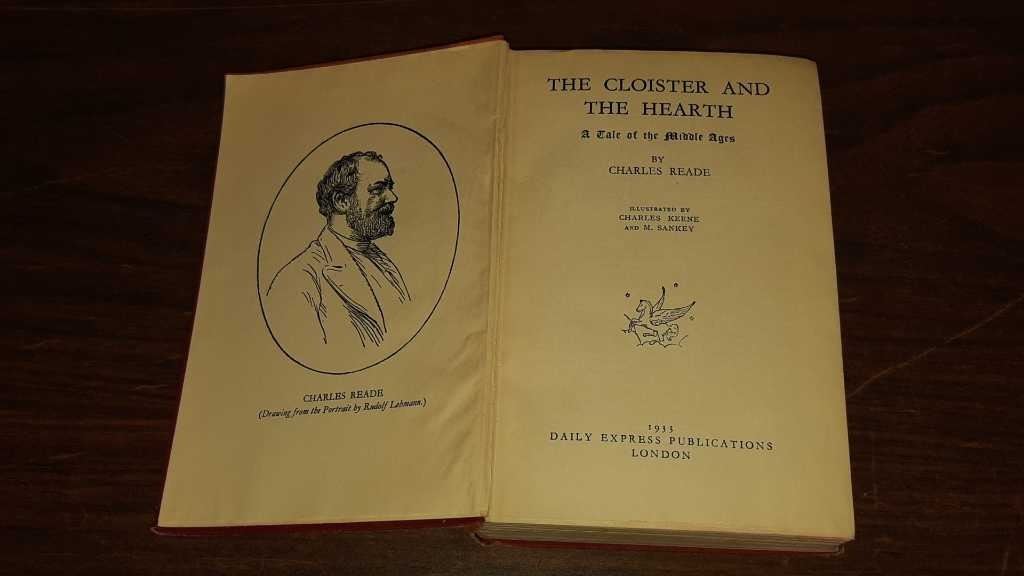 CHARLES READE
(Drawing from the Portrait by Rudolf Lehmann.)
THE CLOISTER AND
THE HEARTH
A Tale of the Middle Ages
BY
CHARLES READE
ILLUSTRATED BY
CHARLES KEENE
AND M. SANKEY
1933
DAILY EXPRESS PUBLICATIONS
LONDON